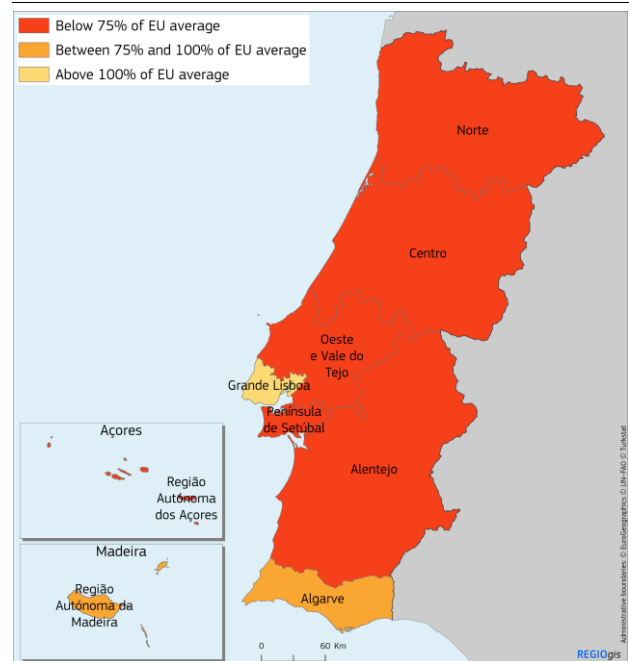 Below 75% of EU average
Between 75% and 100% of EU average
Above 100% of EU average
Norte
Centro
Oeste
e Vale do
Tejo
Grande Lisboa
Península
de Setúbal
Alentejo
Algarve
Açores
Região
Autónoma
dos Açores
Madeira
Região
Autónoma da
Madeira
0 60 Km
Administrative boundaries: © EuroGeographics © UN-FAO © Turkstat
REGIOgis